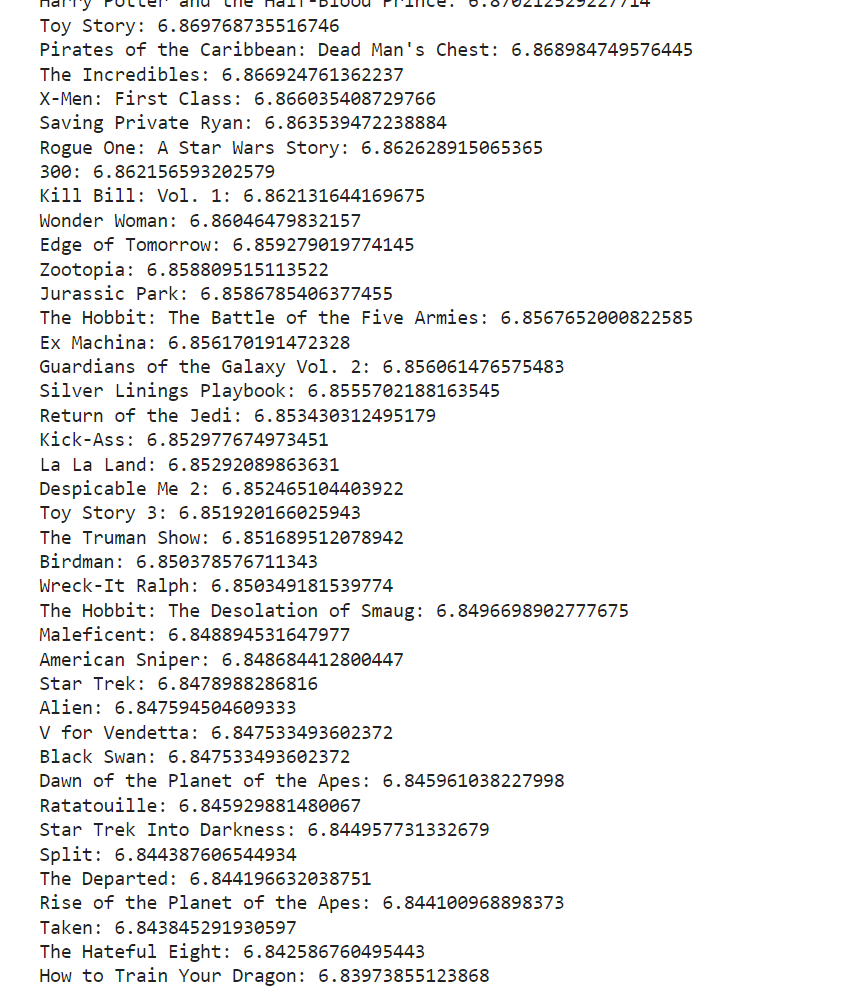 Harry Potter and the Half-Blood Prince: 6.870212529227714
Toy Story: 6.869768735516746
Pirates of the Caribbean: Dead Man's Chest: 6.868984749576445
The Incredibles: 6.866924761362237
X-Men: First Class: 6.866035408729766
Saving Private Ryan: 6.863539472238884
Rogue One: A Star Wars Story: 6.862628915065365
300: 6.862156593202579
Kill Bill: Vol. 1: 6.862131644169675
Wonder Woman: 6.86046479832157
Edge of Tomorrow: 6.859279019774145
Zootopia: 6.858809515113522
Jurassic Park: 6.8586785406377455
The Hobbit: The Battle of the Five Armies: 6.8567652000822585
Ex Machina: 6.856170191472328
Guardians of the Galaxy Vol. 2: 6.856061476575483
Silver Linings Playbook: 6.8555702188163545
Return of the Jedi: 6.853430312495179
Kick-Ass: 6.852977674973451
La La Land: 6.85292089863631
Despicable Me 2: 6.852465104403922
Toy Story 3: 6.851920166025943
The Truman Show: 6.851689512078942
Birdman: 6.850378576711343
Wreck-It Ralph: 6.850349181539774
The Hobbit: The Desolation of Smaug: 6.8496698902777675
Maleficent: 6.848894531647977
American Sniper: 6.848684412800447
Star Trek: 6.8478988286816
Alien: 6.847594504609333
V for Vendetta: 6.847533493602372
Black Swan: 6.847533493602372
Dawn of the Planet of the Apes: 6.845961038227998
Ratatouille: 6.845929881480067
Star Trek Into Darkness: 6.844957731332679
Split: 6.844387606544934
The Departed: 6.844196632038751
Rise of the Planet of the Apes: 6.844100968898373
Taken: 6.843845291930597
The Hateful Eight: 6.842586760495443
How to Train Your Dragon: 6.83973855123868